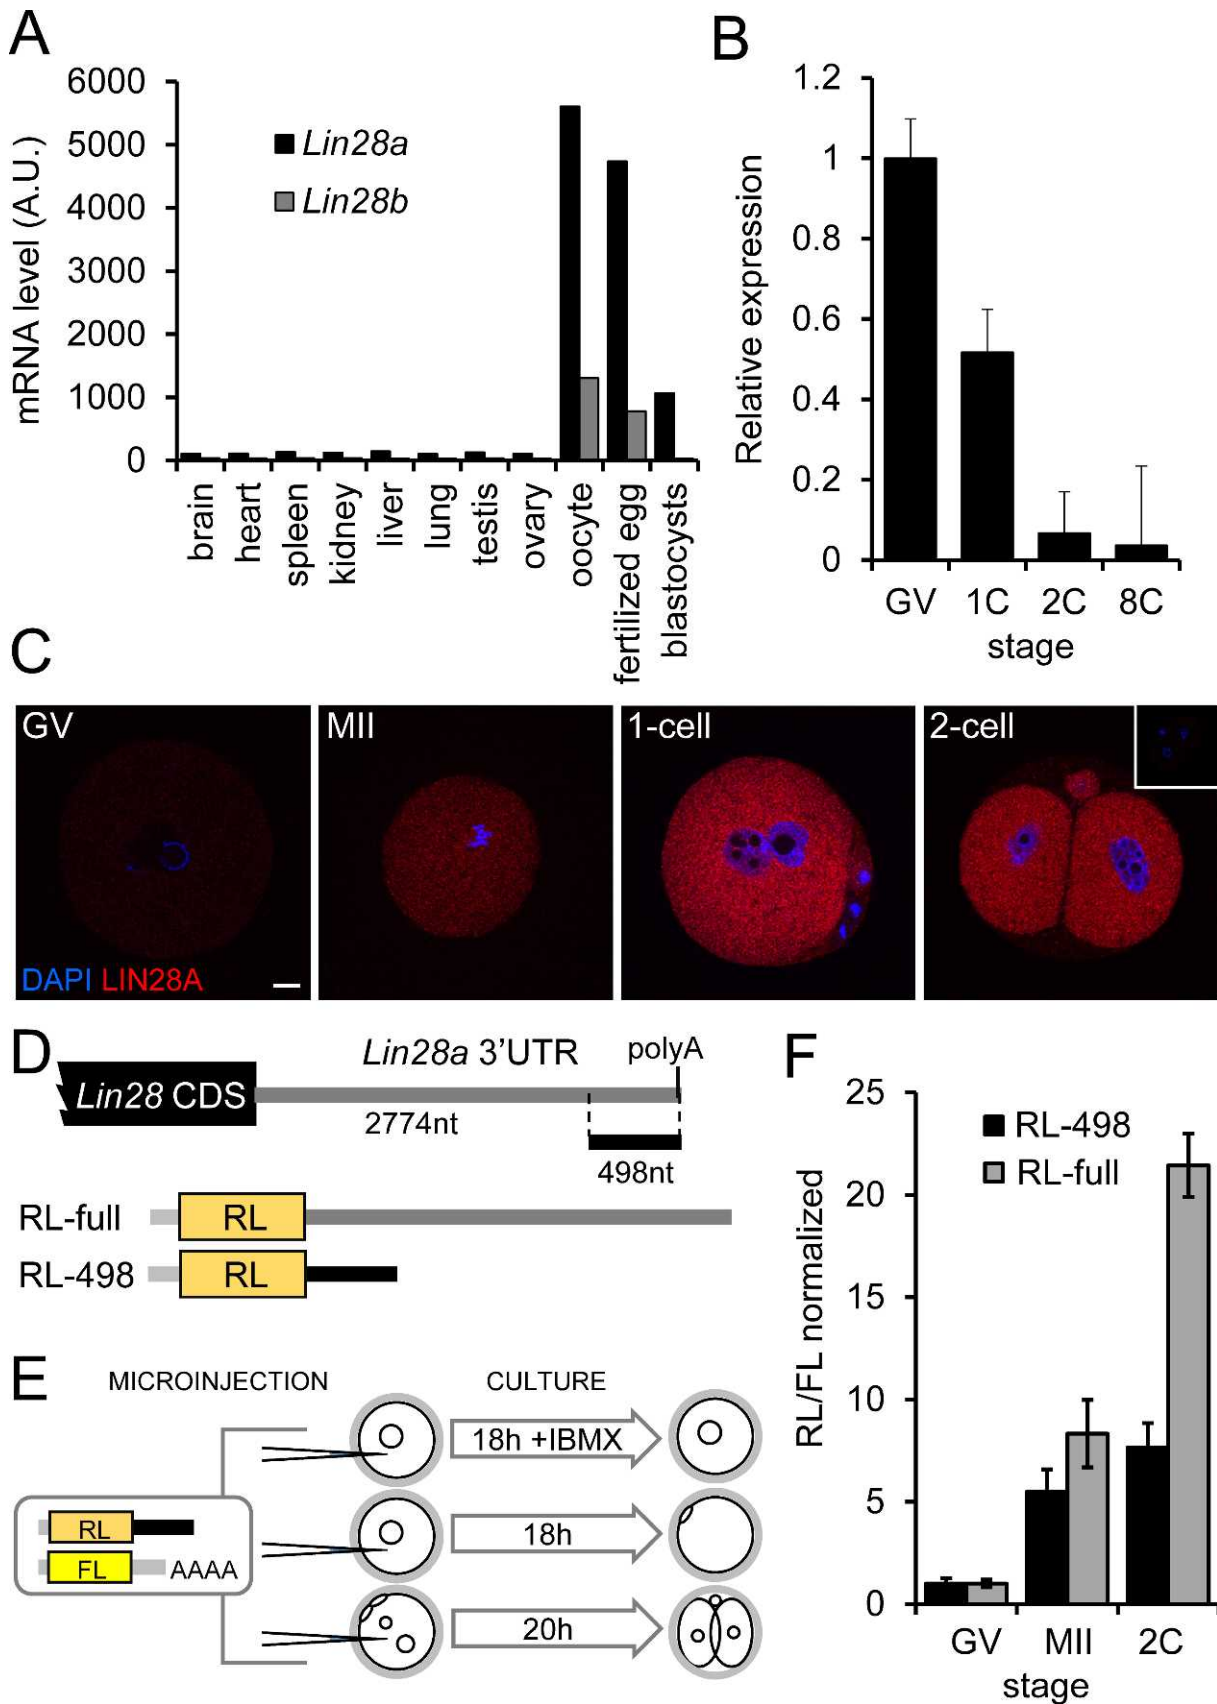 A
mRNA level (A.U.)
6000
5000
4000
3000
2000
1000
0
Lin28a
Lin28b
brain
heart
spleen
kidney
liver
lung
testis
ovary
oocyte
fertilized egg
blastocysts
B
Relative expression
1.2
1
0.8
0.6
0.4
0.2
0
GV 1C 2C 8C
stage
C
GV
MII
1-cell
2-cell
DAPI LIN28A
D
Lin28a 3’UTR
polyA
Lin28 CDS
2774nt
498nt
RL-full
RL
RL-498
RL
E
MICROINJECTION
CULTURE
18h +IBMX
18h
20h
RL
FL
AAAA
F
RL/FL normalized
25
20
15
10
5
0
RL-498
RL-full
GV MII 2C
stage